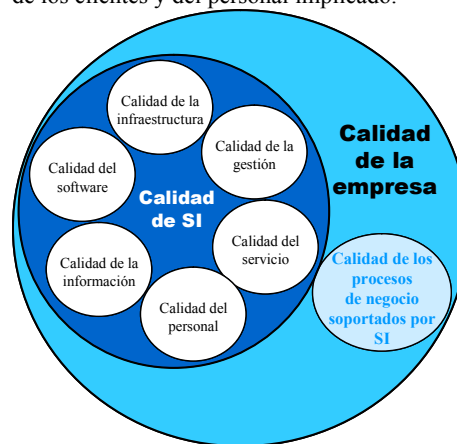 de los clientes y del personal implicado.
Calidad de la
infraestructura
Calidad de la
gestión
Calidad del
software
Calidad
de SI
Calidad del
servicio
Calidad de la
información
Calidad del
personal
Calidad
de la
empresa
Calidad de los
procesos
de negocio
soportados por
SI